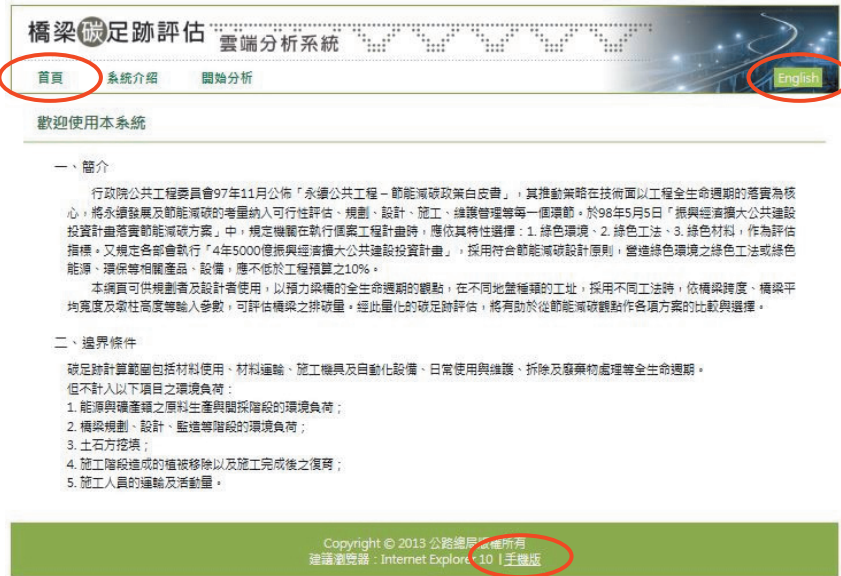 橋梁碳足跡評估 雲端分析系統
首頁 系統介紹 開始分析 English
歡迎使用本系統
一、簡介
行政院公共工程委員會97年11月公佈「永續公共工程 – 節能減碳政策白皮書」，其推動策略在技術面以工程全生命週期的落實為核
心，將永續發展及節能減碳的考量納入可行性評估、規劃、設計、施工、維護管理等每一個環節。於98年5月5日「振興經濟擴大公共建設
投資計畫落實節能減碳方案」中，規定機關在執行個案工程計畫時，應依其特性選擇：1. 綠色環境、2. 綠色工法、3. 綠色材料，作為評估
指標。又規定各部會執行「4年5000億振興經濟擴大公共建設投資計畫」，採用符合節能減碳設計原則，營造綠色環境之綠色工法或綠色
能源、環保等相關產品、設備，應不低於工程預算之10%。
本網頁可供規劃者及設計者使用，以預力梁橋的全生命週期的觀點，在不同地盤種類的工址，採用不同工法時，依橋梁跨度、橋梁平
均寬度及墩柱高度等輸入參數，可評估橋梁之排碳量。經此量化的碳足跡評估，將有助於從節能減碳觀點作各項方案的比較與選擇。
二、邊界條件
碳足跡計算範圍包括材料使用、材料運輸、施工機具及自動化設備、日常使用與維護、拆除及廢棄物處理等全生命週期。
但不計入以下項目之環境負荷：
1. 能源與礦產類之原料生產與開採階段的環境負荷；
2. 橋梁規劃、設計、監造等階段的環境負荷；
3. 土石方挖填；
4. 施工階段造成的植被移除以及施工完成後之復育；
5. 施工人員的運輸及活動量。
Copyright © 2013 公路總局版權所有
建議瀏覽器：Internet Explorer 10 | 手機版